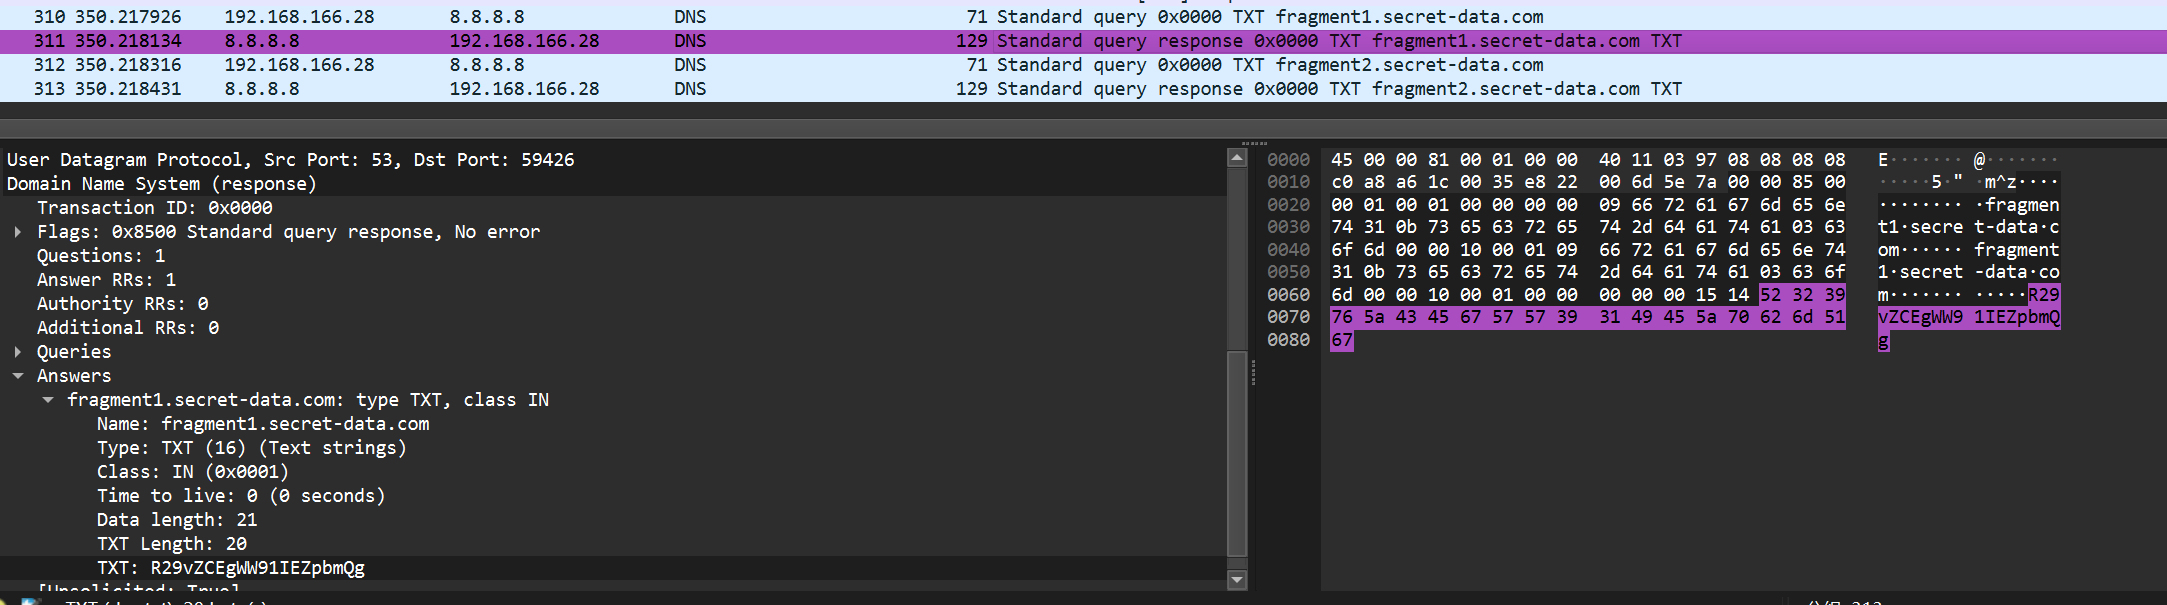 310 350.217926 192.168.166.28 8.8.8.8 DNS 71 Standard query 0x0000 TXT fragment1.secret-data.com
311 350.218134 8.8.8.8 192.168.166.28 DNS 129 Standard query response 0x0000 TXT fragment1.secret-data.com TXT
312 350.218316 192.168.166.28 8.8.8.8 DNS 71 Standard query 0x0000 TXT fragment2.secret-data.com
313 350.218431 8.8.8.8 192.168.166.28 DNS 129 Standard query response 0x0000 TXT fragment2.secret-data.com TXT
User Datagram Protocol, Src Port: 53, Dst Port: 59426
Domain Name System (response)
Transaction ID: 0x0000
Flags: 0x8500 Standard query response, No error
Questions: 1
Answer RRs: 1
Authority RRs: 0
Additional RRs: 0
Queries
Answers
fragment1.secret-data.com: type TXT, class IN
Name: fragment1.secret-data.com
Type: TXT (16) (Text strings)
Class: IN (0x0001)
Time to live: 0 (0 seconds)
Data length: 21
TXT Length: 20
TXT: R29vZCEgWW91IEZpbmQg
[Unsolicited: True]
0000 45 00 00 81 00 01 00 00 40 11 03 97 08 08 08 08 E·······@·······
0010 c0 a8 a6 1c 00 35 e8 22 00 6d 5e 7a 00 00 85 00 ·····5·"·m^z····
0020 00 01 00 01 00 00 00 00 09 66 72 61 67 6d 65 6e ·········fragmen
0030 74 31 0b 73 65 63 72 65 74 2d 64 61 74 61 03 63 t1·secret-data·c
0040 6f 6d 00 00 10 00 01 09 66 72 61 67 6d 65 6e 74 om······fragment
0050 31 0b 73 65 63 72 65 74 2d 64 61 74 61 03 63 6f 1·secret-data·co
0060 6d 00 00 10 00 01 00 00 00 00 00 15 14 52 32 39 m············R29
0070 76 5a 43 45 67 57 57 39 31 49 45 5a 70 62 6d 51 vZCEgWW91IEZpbmQ
0080 67 g